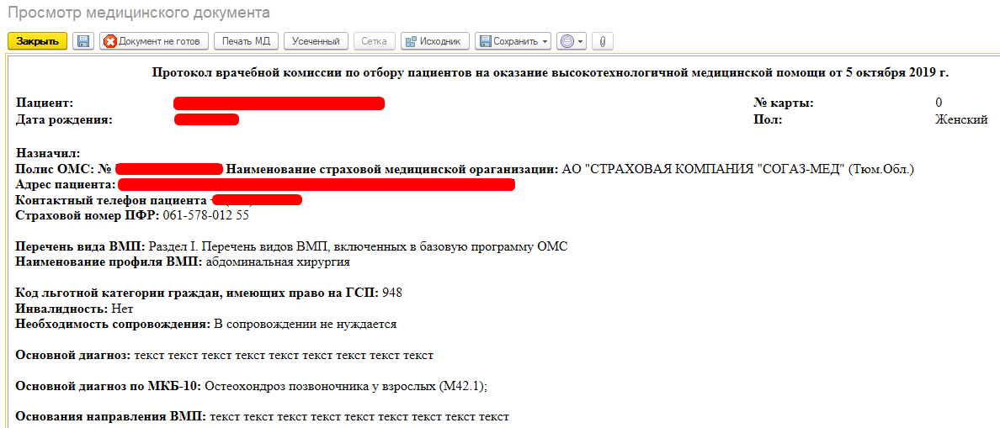 Просмотр медицинского документа
Закрыть Документ не готов Печать МД Усеченный Сетка Исходник Сохранить
Протокол врачебной комиссии по отбору пациентов на оказание высокотехнологичной медицинской помощи от 5 октября 2019 г.
Пациент: № карты: 0
Дата рождения: Пол: Женский
Назначил:
Полис ОМС: № Наименование страховой медицинской ораганизации: АО "СТРАХОВАЯ КОМПАНИЯ "СОГАЗ-МЕД" (Тюм.Обл.)
Адрес пациента:
Контактный телефон пациента
Страховой номер ПФР: 061-578-012 55
Перечень вида ВМП: Раздел I. Перечень видов ВМП, включенных в базовую программу ОМС
Наименование профиля ВМП: абдоминальная хирургия
Код льготной категории граждан, имеющих право на ГСП: 948
Инвалидность: Нет
Необходимость сопровождения: В сопровождении не нуждается
Основной диагноз: текст текст текст текст текст текст текст текст текст
Основной диагноз по МКБ-10: Остеохондроз позвоночника у взрослых (M42.1);
Основания направления ВМП: текст текст текст текст текст текст текст текст текст